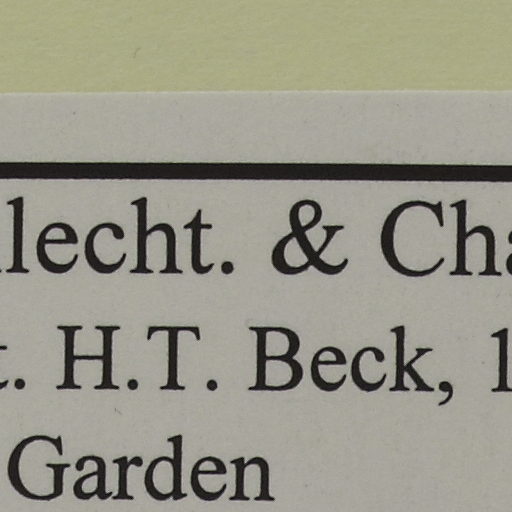 lecht. & Cha
t. H.T. Beck, 1
Garden